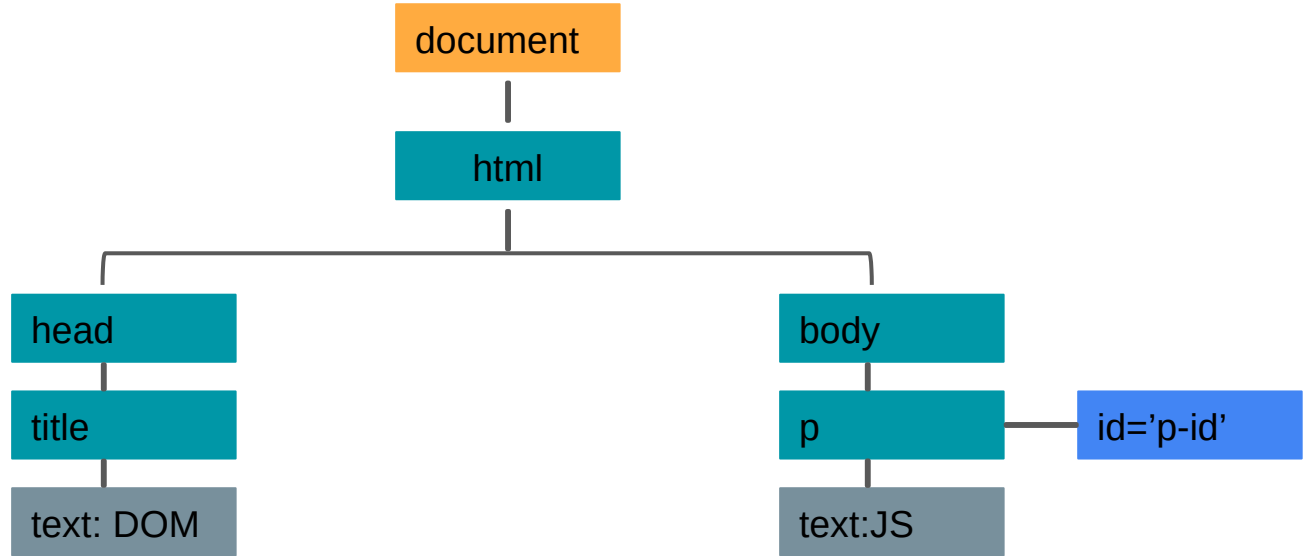 document
html
head
body
title
p
id=’p-id’
text: DOM
text:JS